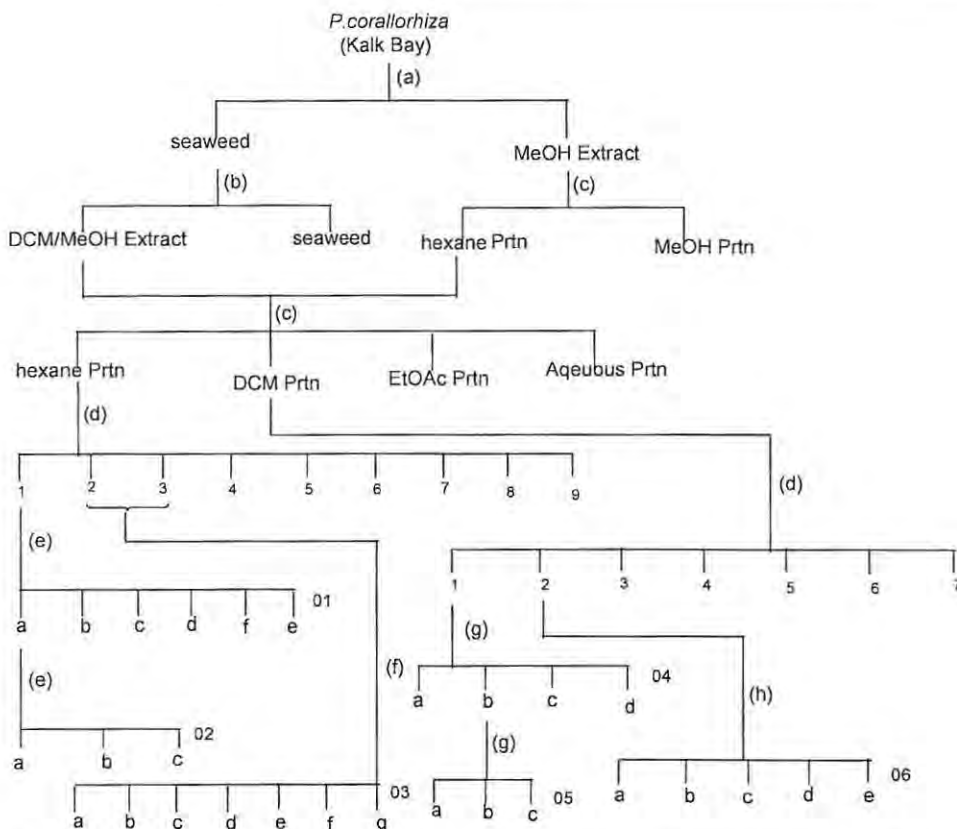 P.corallorhiza
(Kalk Bay)
(a)
seaweed
MeOH Extract
(b)
(c)
DCM/MeOH Extract
seaweed
hexane Prtn
MeOH Prtn
(c)
hexane Prtn
DCM Prtn
EtOAc Prtn
Aqeuous Prtn
(d)
1 2 3 4 5 6 7 8 9
(d)
(e)
1 2 3 4 5 6 7
a b c d f e 01
(g)
(e)
(f)
a b c d 04
(h)
a b c 02
(g)
a b c d e f g 03
a b c 05
a b c d e 06